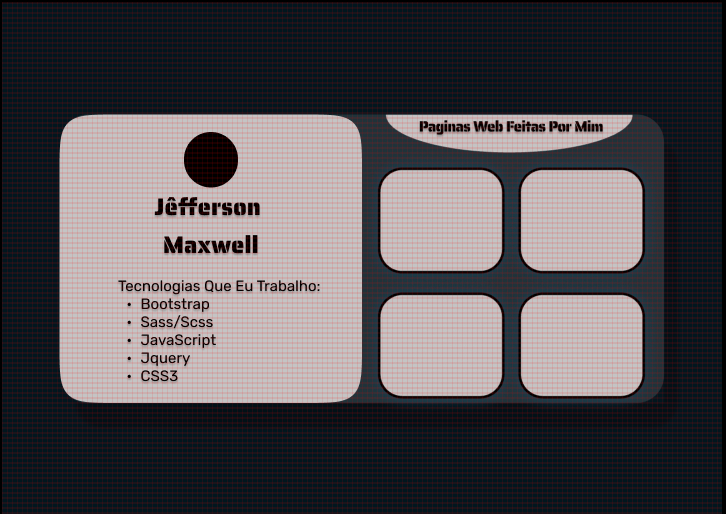 Jêfferson
Maxwell
Tecnologias Que Eu Trabalho:
• Bootstrap
• Sass/Scss
• JavaScript
• Jquery
• CSS3
Paginas Web Feitas Por Mim